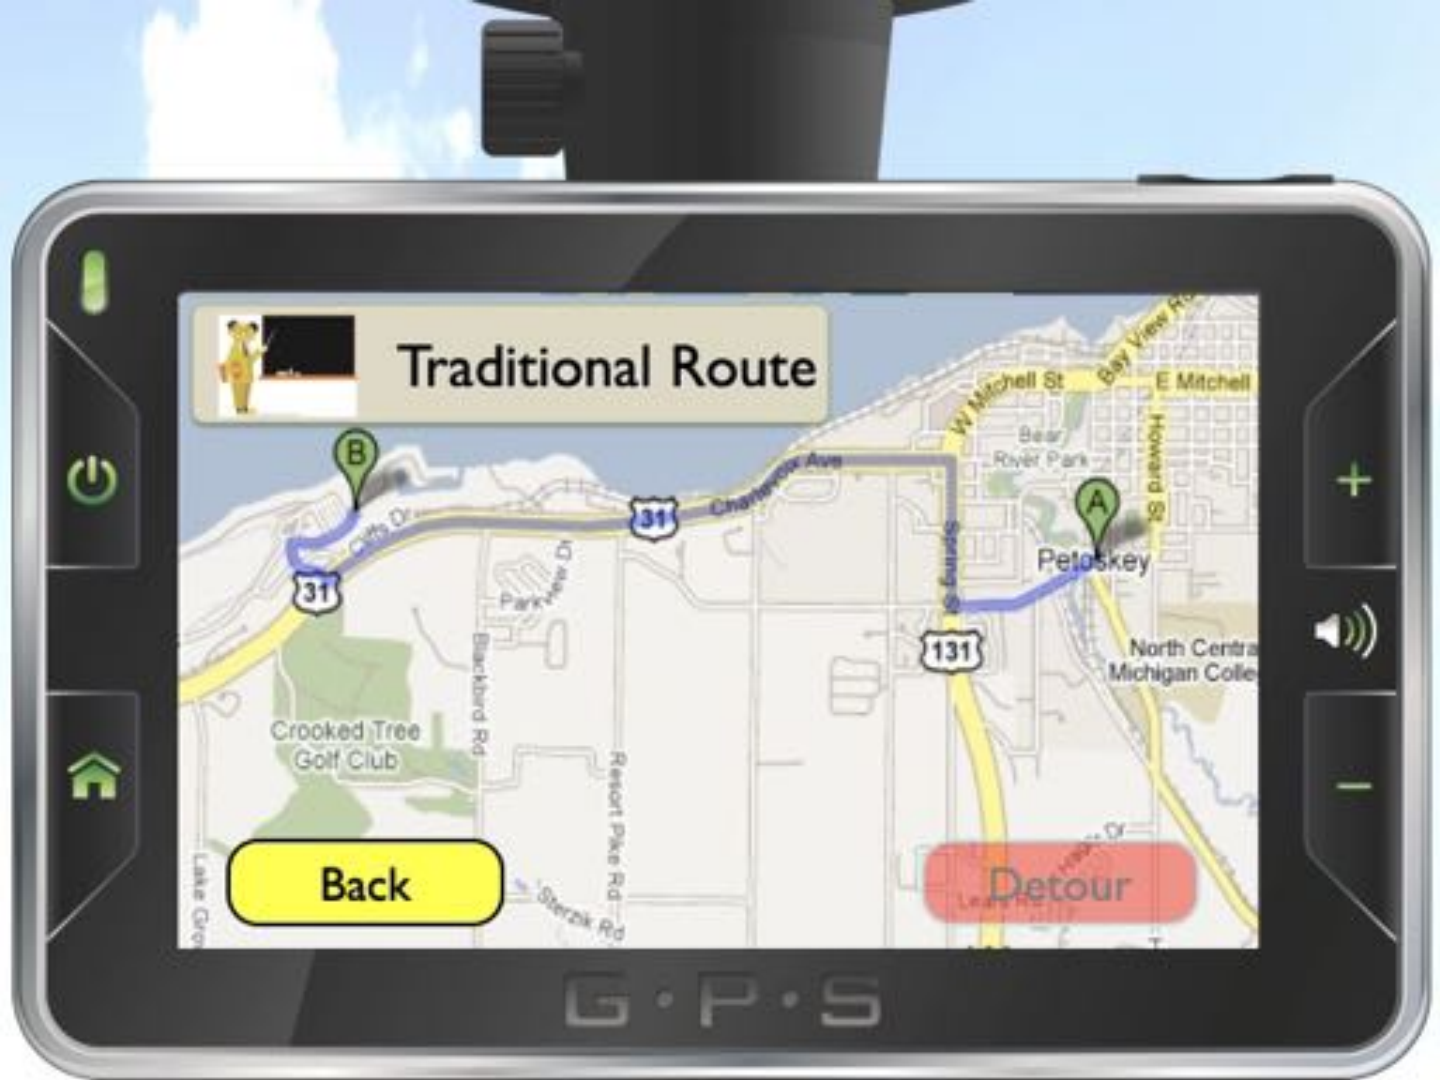 Traditional Route
Bay View Rd
W Mitchell St
E Mitchell
Howard St
Bear
River Park
B
A
Charlevoix Ave
31
Cliffs Dr
31
Spring St
Petoskey
Park
131
North Centra
Michigan Colle
Blackbird Rd
Crooked Tree
Golf Club
Resort Pike Rd
Lake Gro
Back
Detour
Sterzik Rd
G·P·S